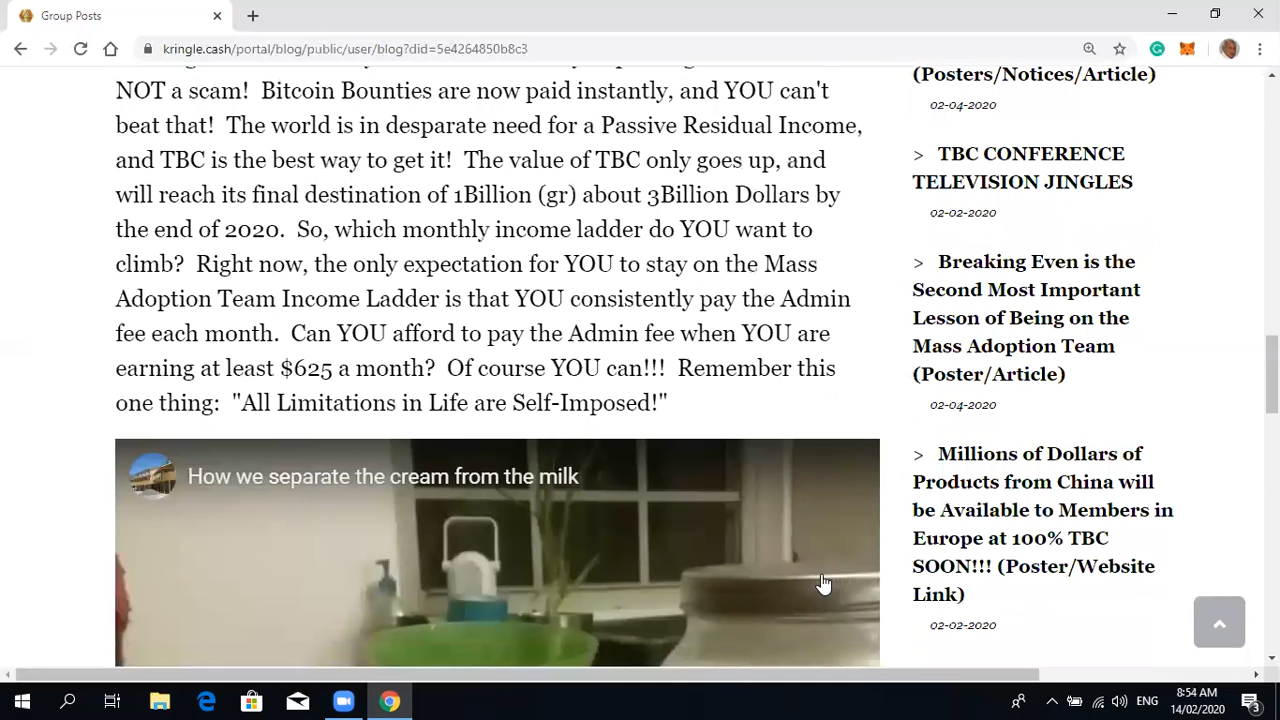 Group Posts
kringle.cash/portal/blog/public/user/blog?did=5e4264850b8c3
NOT a scam! Bitcoin Bounties are now paid instantly, and YOU can't
beat that! The world is in desparate need for a Passive Residual Income,
and TBC is the best way to get it! The value of TBC only goes up, and
will reach its final destination of 1Billion (gr) about 3Billion Dollars by
the end of 2020. So, which monthly income ladder do YOU want to
climb? Right now, the only expectation for YOU to stay on the Mass
Adoption Team Income Ladder is that YOU consistently pay the Admin
fee each month. Can YOU afford to pay the Admin fee when YOU are
earning at least $625 a month? Of course YOU can!!! Remember this
one thing: "All Limitations in Life are Self-Imposed!"
How we separate the cream from the milk
(Posters/Notices/Article)
02-04-2020
> TBC CONFERENCE
TELEVISION JINGLES
02-02-2020
> Breaking Even is the
Second Most Important
Lesson of Being on the
Mass Adoption Team
(Poster/Article)
02-04-2020
> Millions of Dollars of
Products from China will
be Available to Members in
Europe at 100% TBC
SOON!!! (Poster/Website
Link)
02-02-2020
ENG
8:54 AM
14/02/2020
3